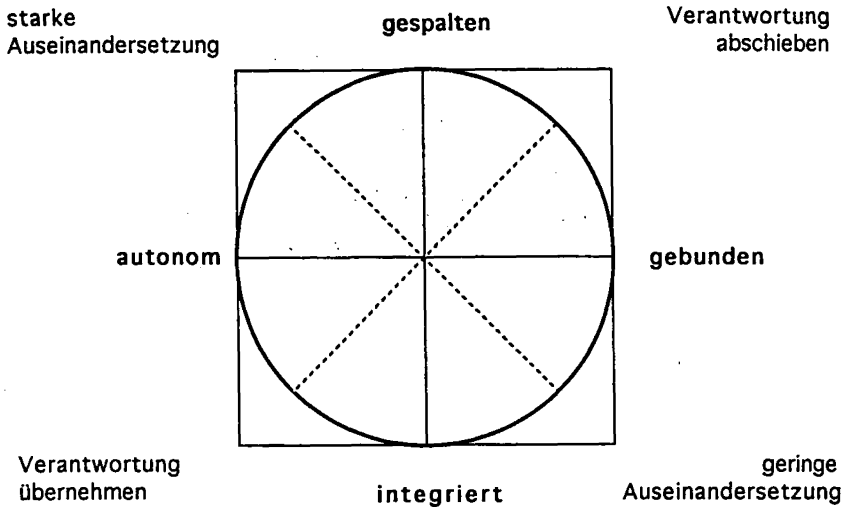 starke
Auseinandersetzung
gespalten
Verantwortung
abschieben
autonom
gebunden
Verantwortung
übernehmen
integriert
geringe
Auseinandersetzung